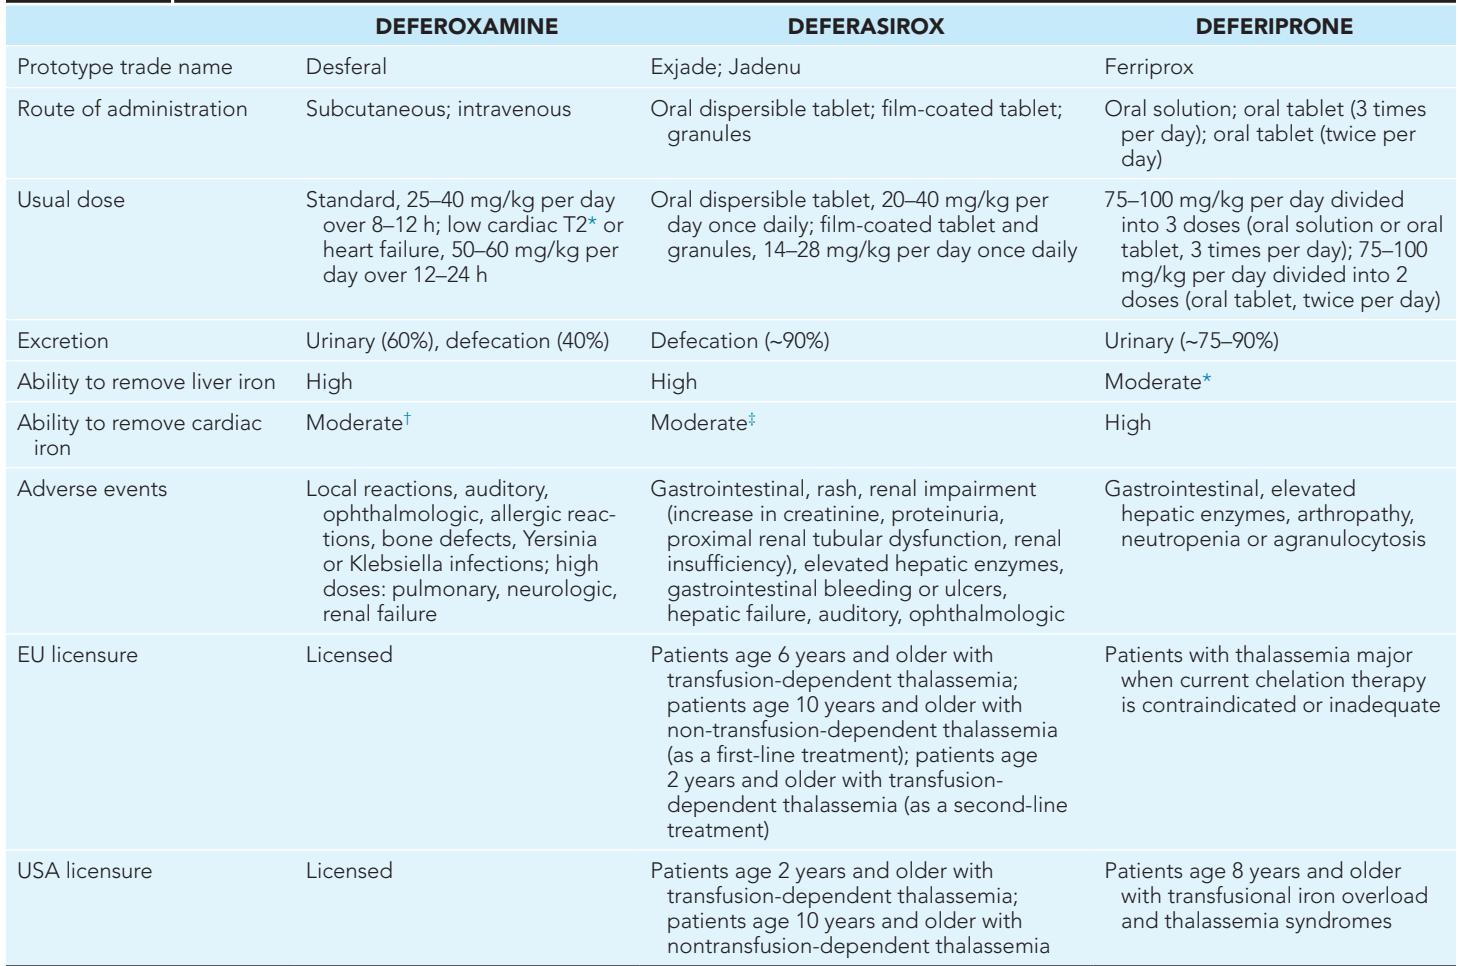 DEFEROXAMINE DEFERASIROX DEFERIPRONE
Prototype trade name Desferal Exjade; Jadenu Ferriprox
Route of administration Subcutaneous; intravenous Oral dispersible tablet; film-coated tablet; Oral solution; oral tablet (3 times
granules per day); oral tablet (twice per
day)
Usual dose Standard, 25–40 mg/kg per day Oral dispersible tablet, 20–40 mg/kg per 75–100 mg/kg per day divided
over 8–12 h; low cardiac T2* or day once daily; film-coated tablet and into 3 doses (oral solution or oral
heart failure, 50–60 mg/kg per granules, 14–28 mg/kg per day once daily tablet, 3 times per day); 75–100
day over 12–24 h mg/kg per day divided into 2
doses (oral tablet, twice per day)
Excretion Urinary (60%), defecation (40%) Defecation (~90%) Urinary (~75–90%)
Ability to remove liver iron High High Moderate*
Ability to remove cardiac Moderate† Moderate‡ High
iron
Adverse events Local reactions, auditory, Gastrointestinal, rash, renal impairment Gastrointestinal, elevated
ophthalmologic, allergic reac- (increase in creatinine, proteinuria, hepatic enzymes, arthropathy,
tions, bone defects, Yersinia proximal renal tubular dysfunction, renal neutropenia or agranulocytosis
or Klebsiella infections; high insufficiency), elevated hepatic enzymes,
doses: pulmonary, neurologic, gastrointestinal bleeding or ulcers,
renal failure hepatic failure, auditory, ophthalmologic
EU licensure Licensed Patients age 6 years and older with Patients with thalassemia major
transfusion-dependent thalassemia; when current chelation therapy
patients age 10 years and older with is contraindicated or inadequate
non-transfusion-dependent thalassemia
(as a first-line treatment); patients age
2 years and older with transfusion-
dependent thalassemia (as a second-line
treatment)
USA licensure Licensed Patients age 2 years and older with Patients age 8 years and older
transfusion-dependent thalassemia; with transfusional iron overload
patients age 10 years and older with and thalassemia syndromes
nontransfusion-dependent thalassemia